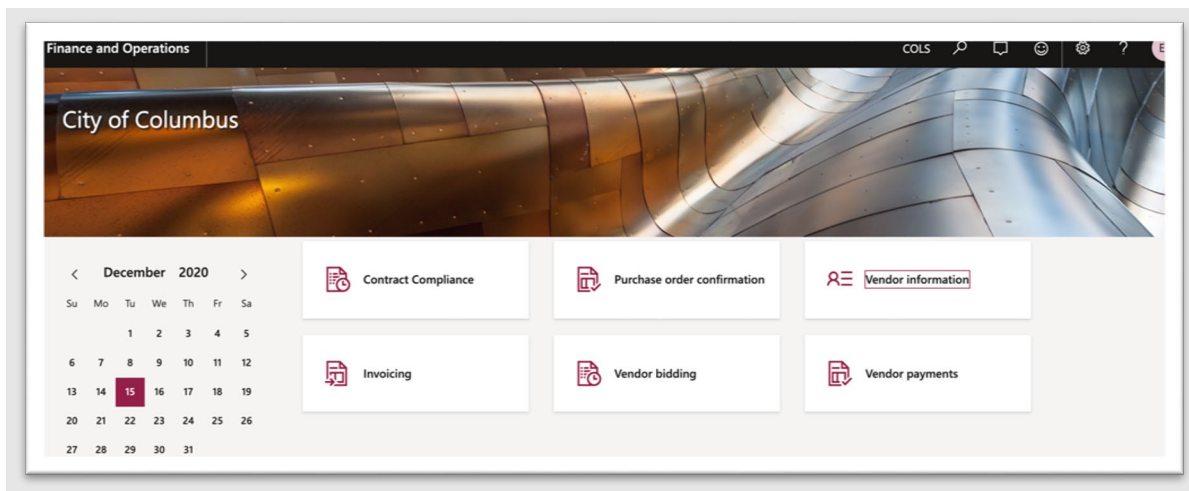 Finance and Operations COLS ?
City of Columbus
December 2020
Su Mo Tu We Th Fr Sa
1 2 3 4 5
6 7 8 9 10 11 12
13 14 15 16 17 18 19
20 21 22 23 24 25 26
27 28 29 30 31
Contract Compliance
Purchase order confirmation
Vendor information
Invoicing
Vendor bidding
Vendor payments